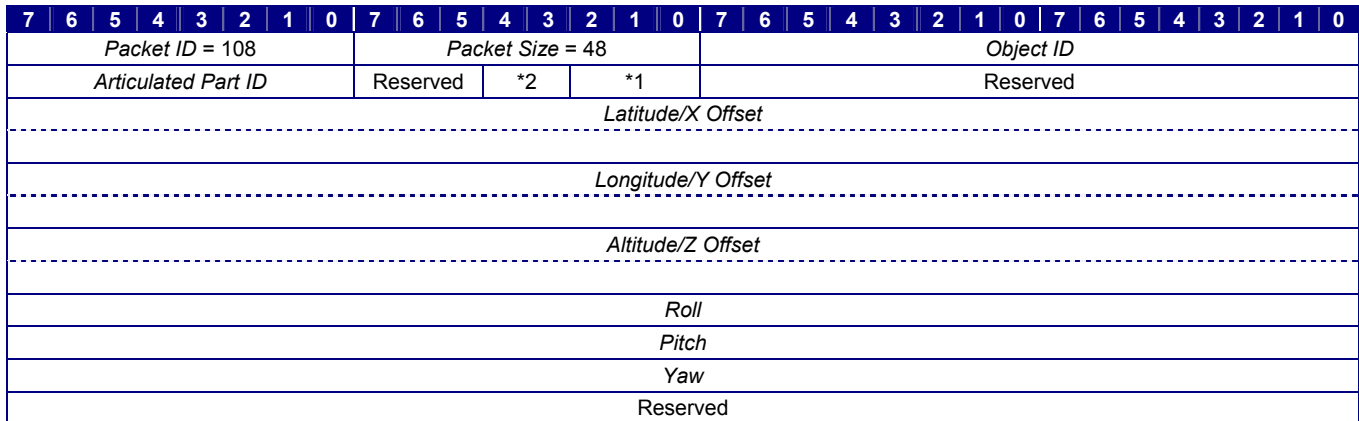 7 6 5 4 3 2 1 0 7 6 5 4 3 2 1 0 7 6 5 4 3 2 1 0 7 6 5 4 3 2 1 0
Packet ID = 108 Packet Size = 48 Object ID
Articulated Part ID Reserved *2 *1 Reserved
Latitude/X Offset
Longitude/Y Offset
Altitude/Z Offset
Roll
Pitch
Yaw
Reserved